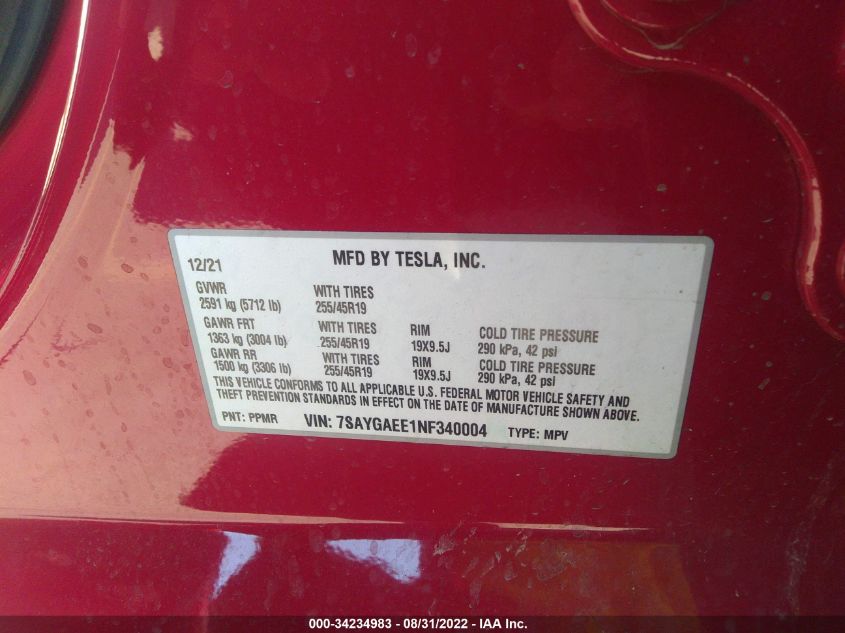 12/21 MFD BY TESLA, INC.
GVWR WITH TIRES
2591 kg (5712 lb) 255/45R19
GAWR FRT WITH TIRES RIM COLD TIRE PRESSURE
1363 kg (3004 lb) 255/45R19 19X9.5J 290 kPa, 42 psi
GAWR RR WITH TIRES RIM COLD TIRE PRESSURE
1500 kg (3306 lb) 255/45R19 19X9.5J 290 kPa, 42 psi
THIS VEHICLE CONFORMS TO ALL APPLICABLE U.S. FEDERAL MOTOR VEHICLE SAFETY AND
THEFT PREVENTION STANDARDS IN EFFECT ON THE DATE OF MANUFACTURE SHOWN ABOVE.
PNT: PPMR VIN: 7SAYGAEE1NF340004 TYPE: MPV
000-34234983 - 08/31/2022 - IAA Inc.